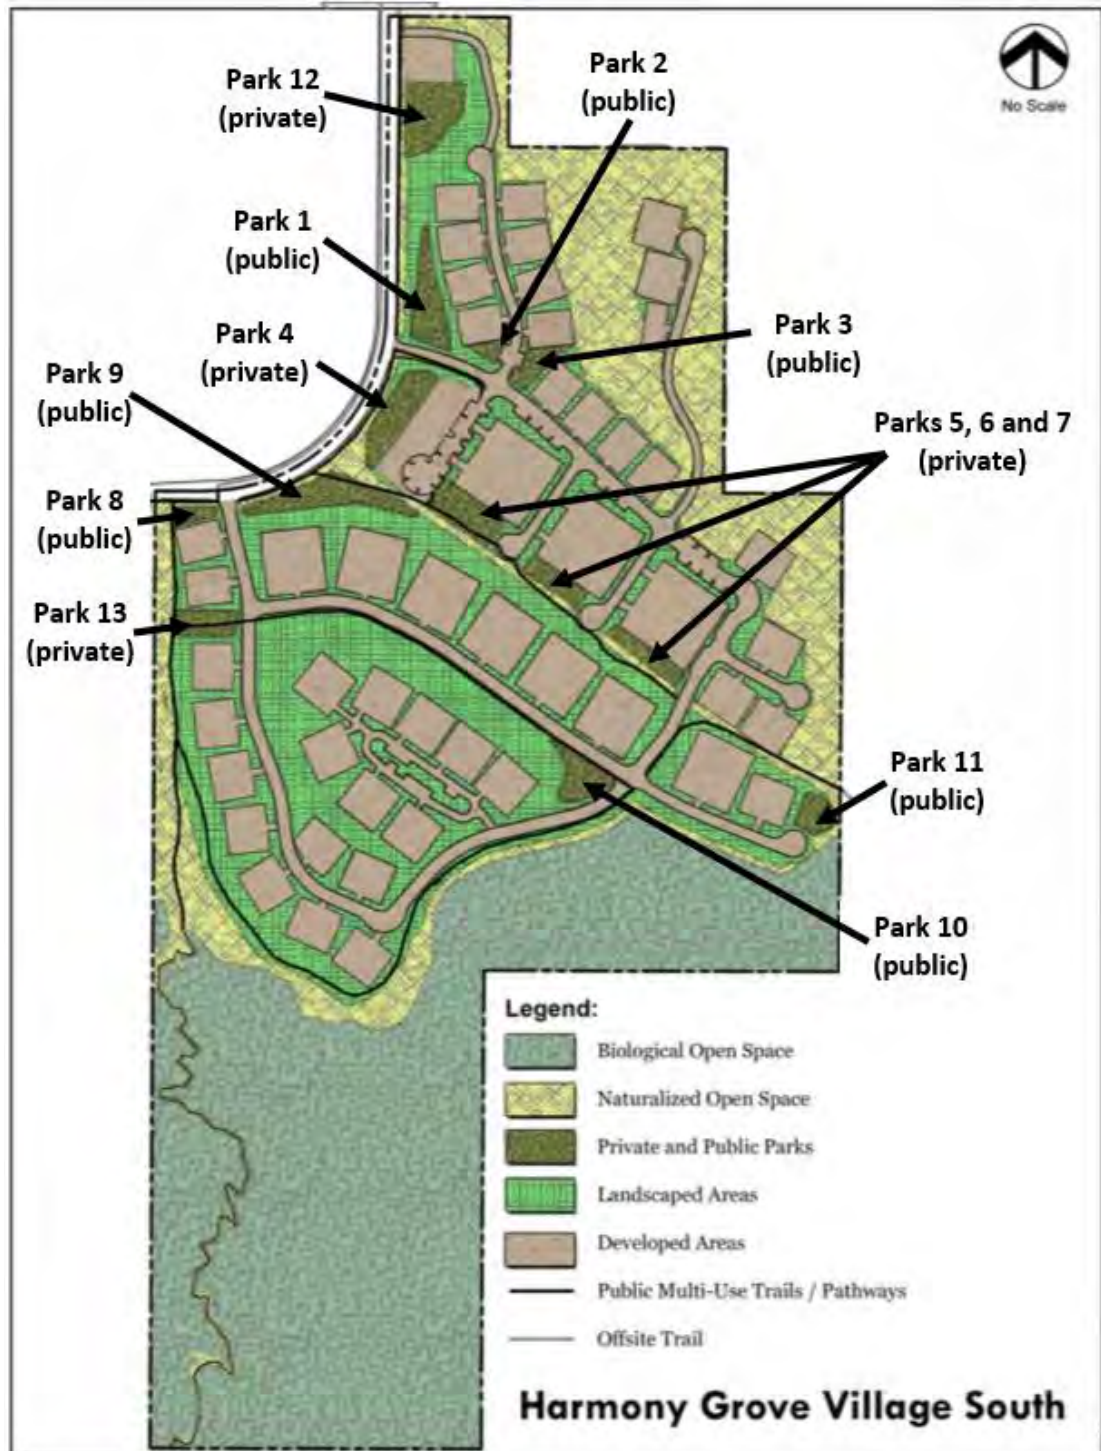 Park 2
(public)
Park 12
(private)
No Scale
Park 1
(public)
Park 3
(public)
Park 4
(private)
Park 9
(public)
Parks 5, 6 and 7
(private)
Park 8
(public)
Park 13
(private)
Park 11
(public)
Park 10
(public)
Legend:
Biological Open Space
Naturalized Open Space
Private and Public Parks
Landscaped Areas
Developed Areas
Public Multi-Use Trails / Pathways
Offsite Trail
Harmony Grove Village South